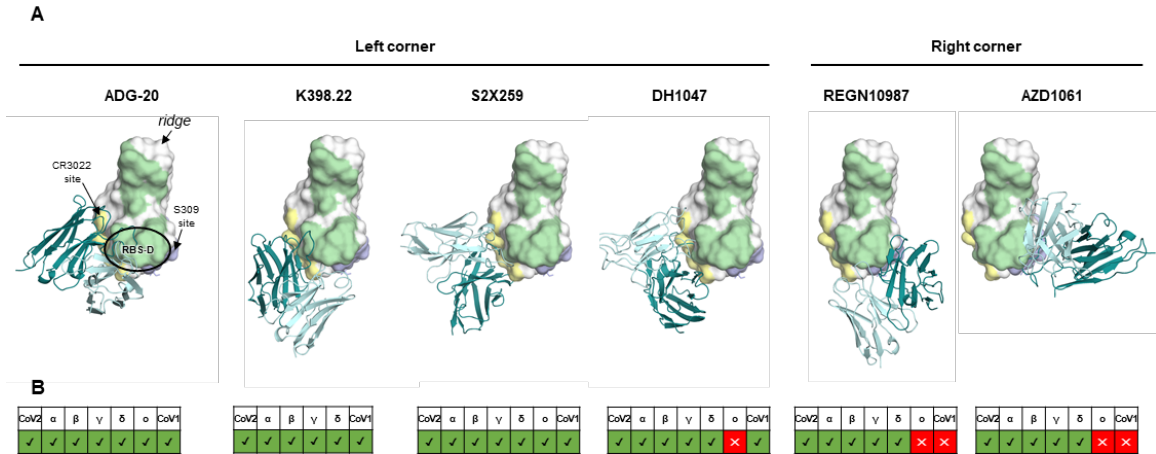 A
Left corner
Right corner
ADG-20
K398.22
S2X259
DH1047
REGN10987
AZD1061
ridge
CR3022
site
S309
site
RBS-D
B
CoV2 α β γ δ ο CoV1
✓ ✓ ✓ ✓ ✓ ✓ ✓
CoV2 α β γ δ CoV1
✓ ✓ ✓ ✓ ✓ ✓
CoV2 α β γ δ ο CoV1
✓ ✓ ✓ ✓ ✓ ✓ ✓
CoV2 α β γ δ ο CoV1
✓ ✓ ✓ ✓ ✓ ✕ ✓
CoV2 α β γ δ ο CoV1
✓ ✓ ✓ ✓ ✓ ✕ ✕
CoV2 α β γ δ ο CoV1
✓ ✓ ✓ ✓ ✓ ✕ ✕